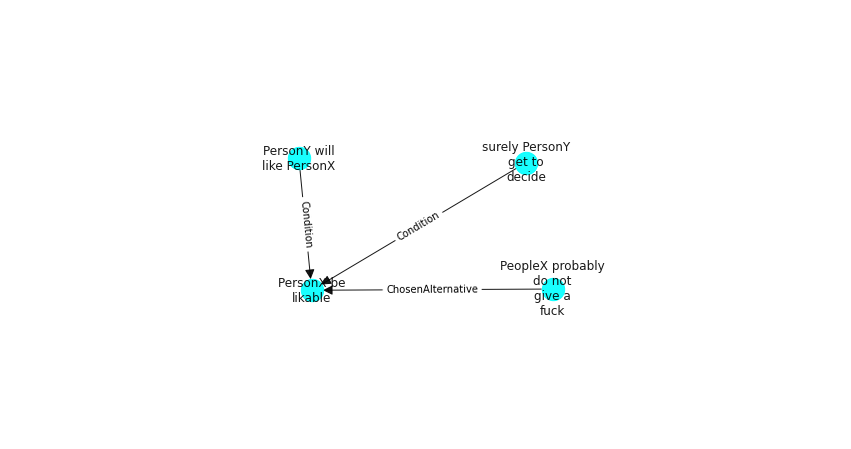 PersonY will
like PersonX
surely PersonY
get to
decide
Condition
Condition
PeopleX probably
do not
give a
fuck
PersonX be
likable
ChosenAlternative